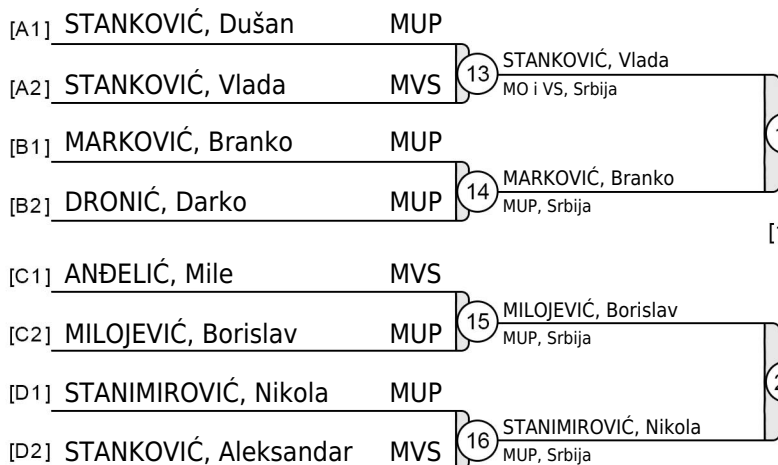 [A1] STANKOVIĆ, Dušan MUP
13 STANKOVIĆ, Vlada
[A2] STANKOVIĆ, Vlada MVS
MO i VS, Srbija
[B1] MARKOVIĆ, Branko MUP
14 MARKOVIĆ, Branko
[B2] DRONIĆ, Darko MUP
MUP, Srbija
[C1] ANĐELIĆ, Mile MVS
15 MILOJEVIĆ, Borislav
[C2] MILOJEVIĆ, Borislav MUP
MUP, Srbija
[D1] STANIMIROVIĆ, Nikola MUP
16 STANIMIROVIĆ, Nikola
[D2] STANKOVIĆ, Aleksandar MVS
MUP, Srbija